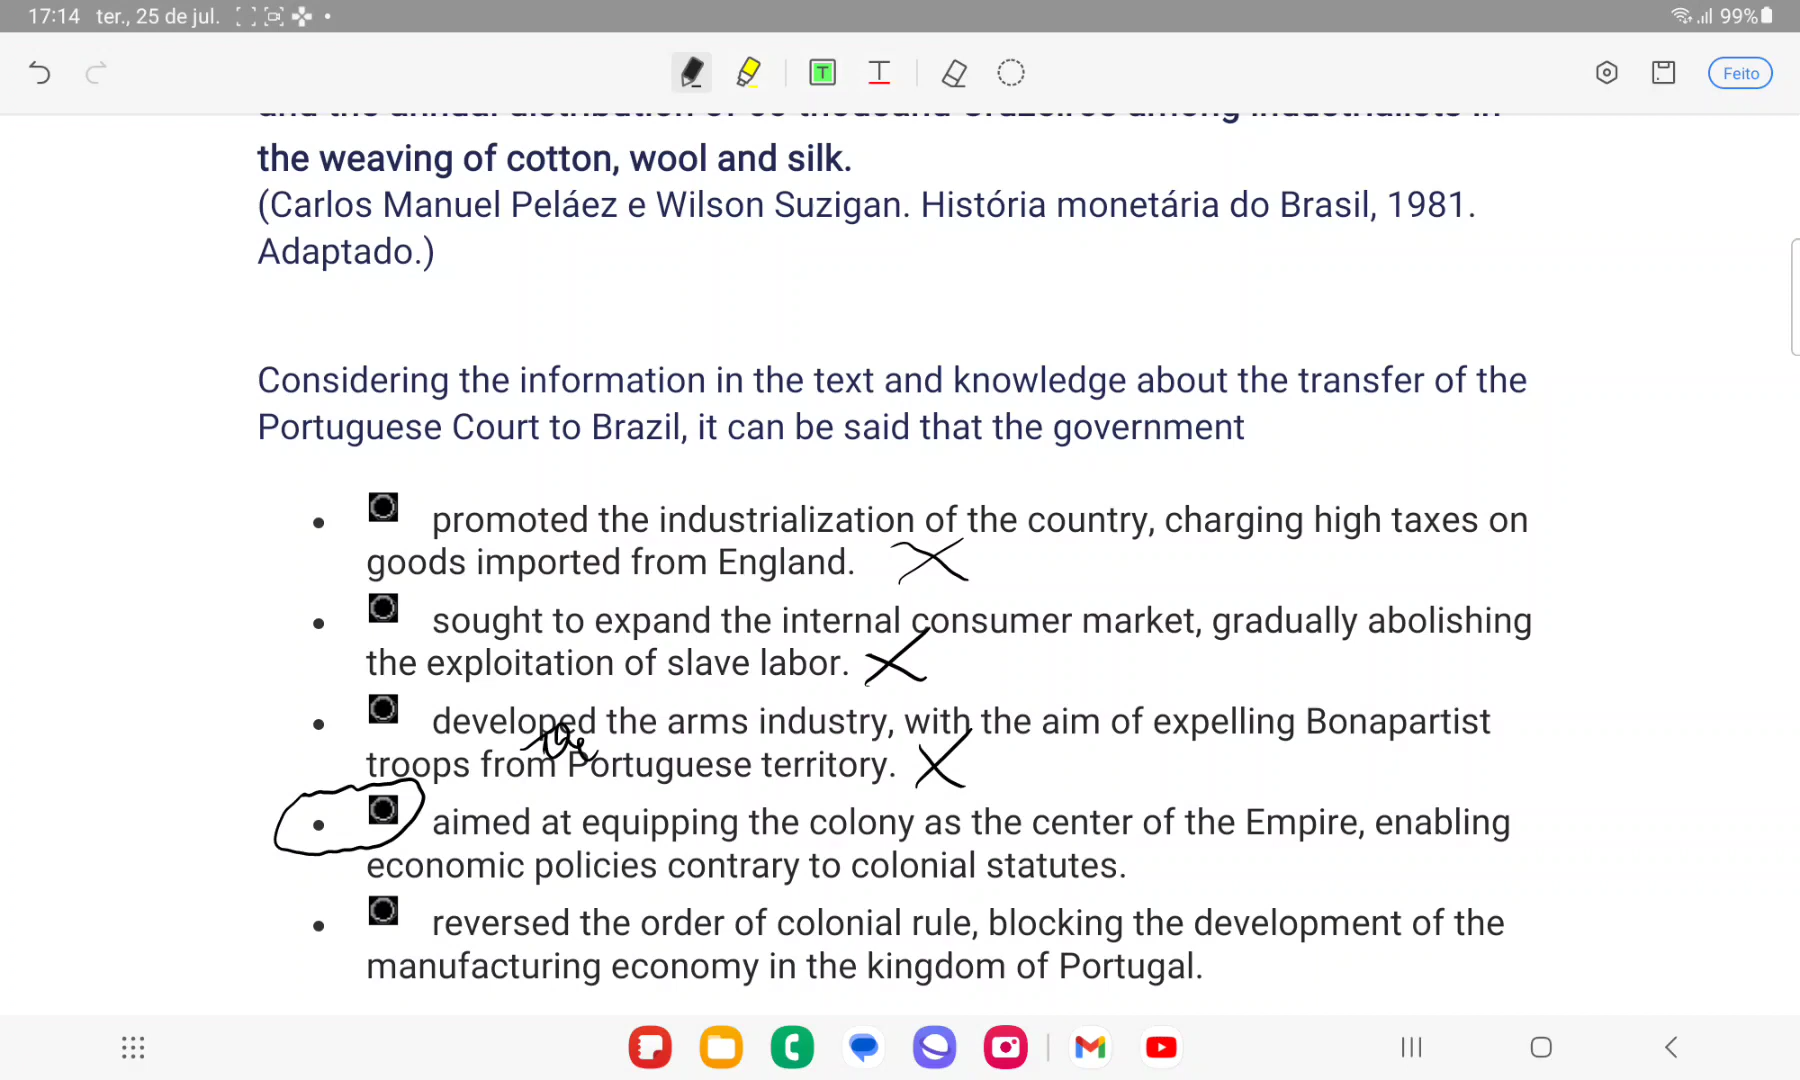 17:14 ter., 25 de jul.
99%
T
T
Feito
the weaving of cotton, wool and silk.
(Carlos Manuel Peláez e Wilson Suzigan. História monetária do Brasil, 1981.
Adaptado.)
Considering the information in the text and knowledge about the transfer of the
Portuguese Court to Brazil, it can be said that the government
• promoted the industrialization of the country, charging high taxes on
goods imported from England.
• sought to expand the internal consumer market, gradually abolishing
the exploitation of slave labor.
• developed the arms industry, with the aim of expelling Bonapartist
troops from Portuguese territory.
• aimed at equipping the colony as the center of the Empire, enabling
economic policies contrary to colonial statutes.
• reversed the order of colonial rule, blocking the development of the
manufacturing economy in the kingdom of Portugal.